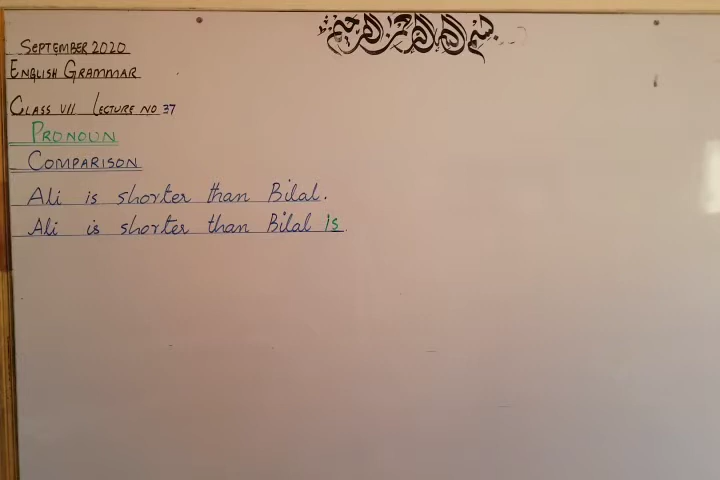 بسم الله الرحمن الرحيم
SEPTEMBER 2020
ENGLISH GRAMMAR
CLASS VII LECTURE NO 37
PRONOUN
COMPARISON
Ali is shorter than Bilal.
Ali is shorter than Bilal is.